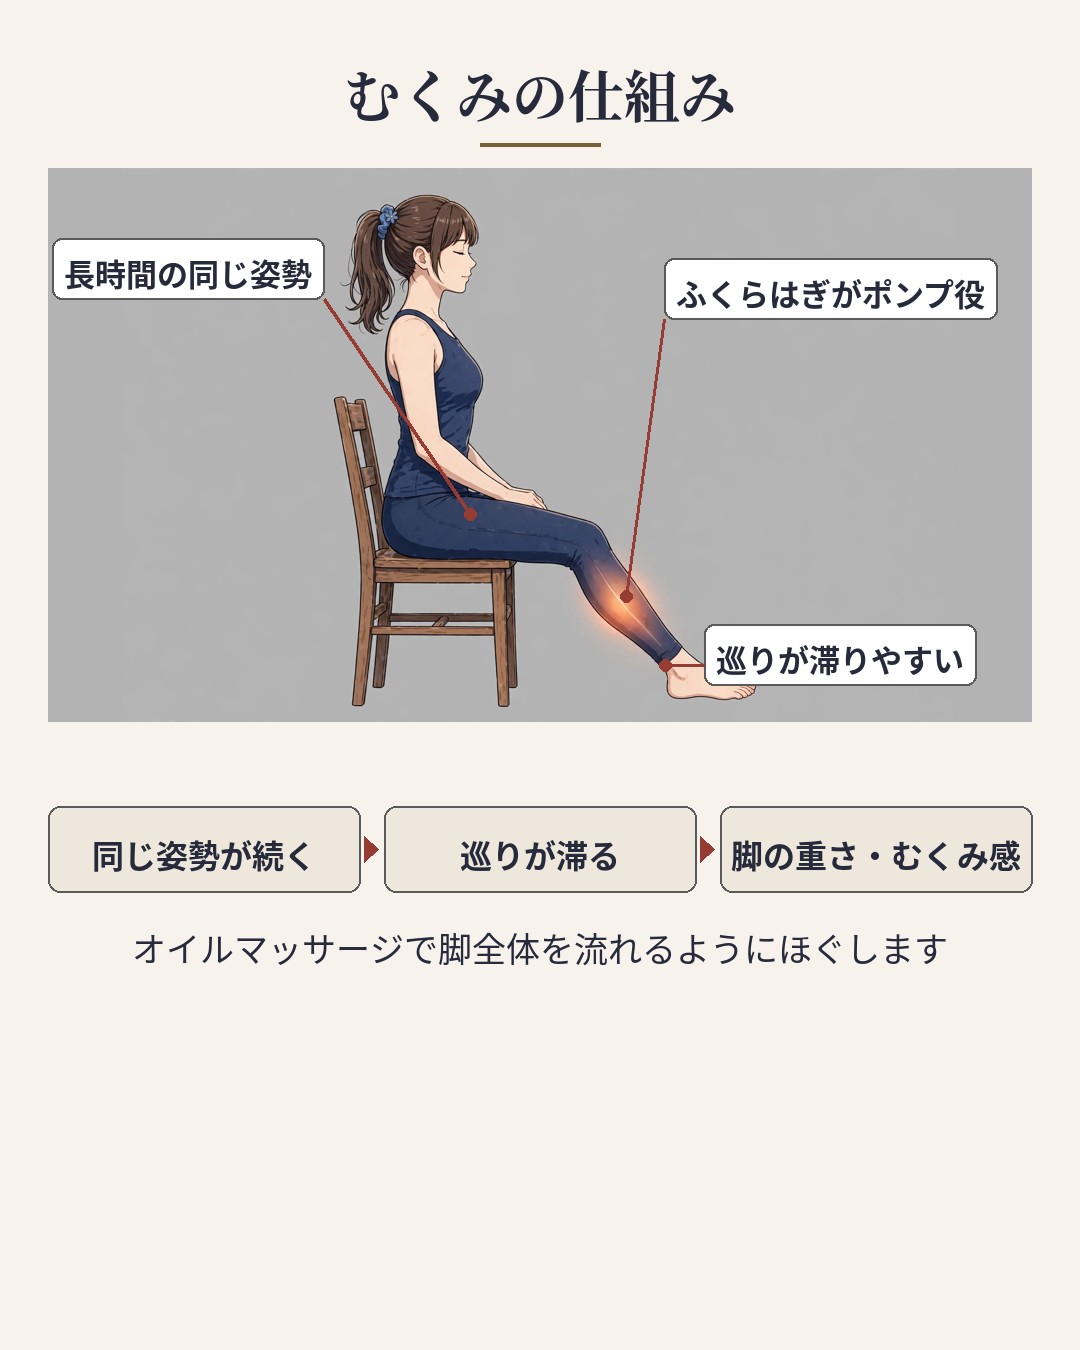 むくみの仕組み
長時間の同じ姿勢
ふくらはぎがポンプ役
巡りが滞りやすい
同じ姿勢が続く
巡りが滞る
脚の重さ・むくみ感
オイルマッサージで脚全体を流れるようにほぐします